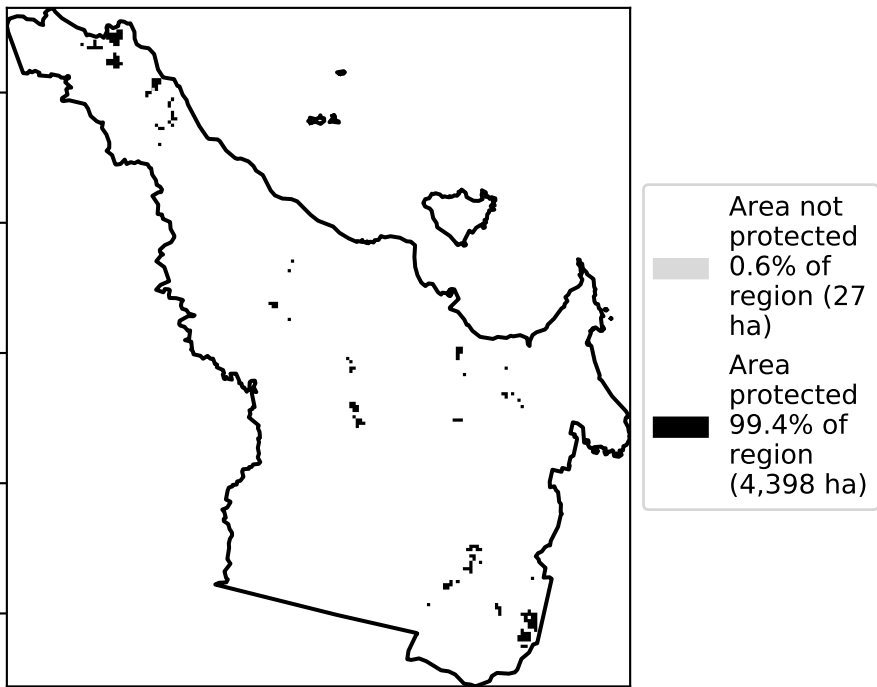 Area not
protected
0.6% of
region (27
ha)
Area
protected
99.4% of
region
(4,398 ha)